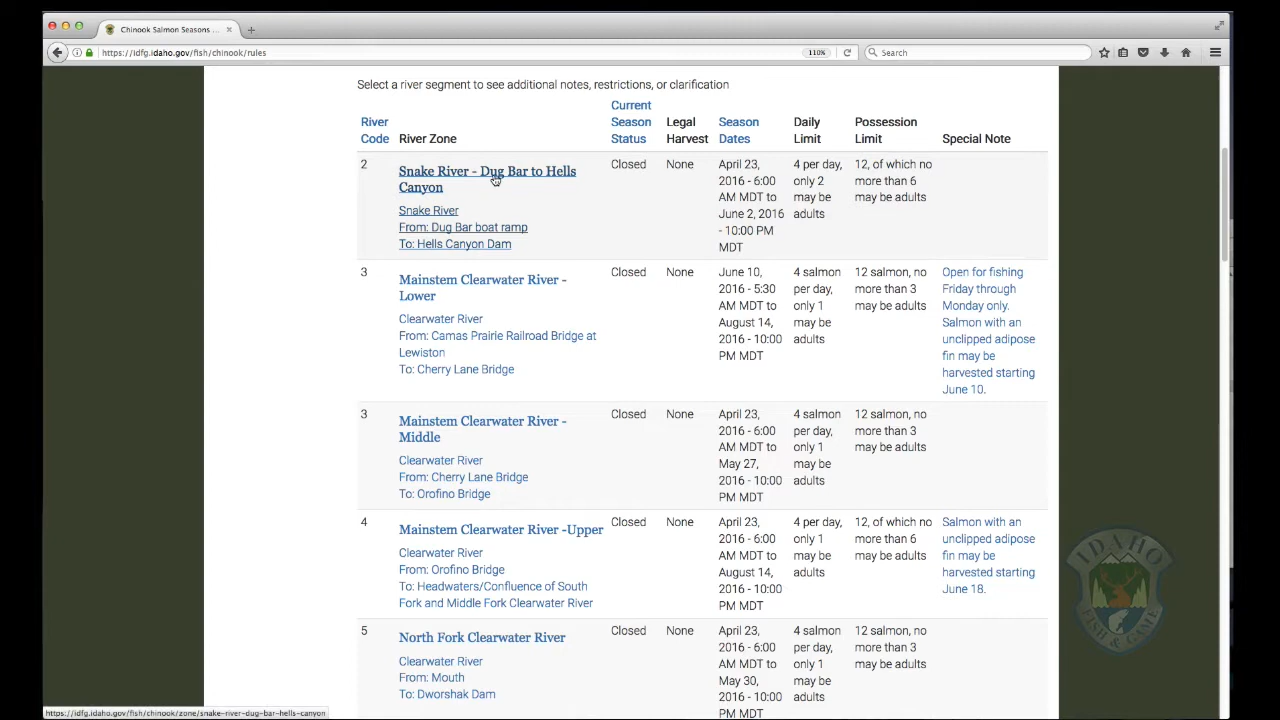 Chinook Salmon Seasons ...
https://idfg.idaho.gov/fish/chinook/rules
110%
Search
Select a river segment to see additional notes, restrictions, or clarification
River Code
River Zone
Current Season Status
Legal Harvest
Season Dates
Daily Limit
Possession Limit
Special Note
2
Snake River - Dug Bar to Hells
Canyon
Snake River
From: Dug Bar boat ramp
To: Hells Canyon Dam
Closed
None
April 23,
2016 - 6:00
AM MDT to
June 2, 2016
- 10:00 PM
MDT
4 per day,
only 2
may be
adults
12, of which no
more than 6
may be adults
3
Mainstem Clearwater River -
Lower
Clearwater River
From: Camas Prairie Railroad Bridge at
Lewiston
To: Cherry Lane Bridge
Closed
None
June 10,
2016 - 5:30
AM MDT to
August 14,
2016 - 10:00
PM MDT
4 salmon
per day,
only 1
may be
adults
12 salmon, no
more than 3
may be adults
Open for fishing
Friday through
Monday only.
Salmon with an
unclipped adipose
fin may be
harvested starting
June 10.
3
Mainstem Clearwater River -
Middle
Clearwater River
From: Cherry Lane Bridge
To: Orofino Bridge
Closed
None
April 23,
2016 - 6:00
AM MDT to
May 27,
2016 - 10:00
PM MDT
4 salmon
per day,
only 1
may be
adults
12 salmon, no
more than 3
may be adults
4
Mainstem Clearwater River -Upper
Clearwater River
From: Orofino Bridge
To: Headwaters/Confluence of South
Fork and Middle Fork Clearwater River
Closed
None
April 23,
2016 - 6:00
AM MDT to
August 14,
2016 - 10:00
PM MDT
4 per day,
only 1
may be
adults
12, of which no
more than 6
may be adults
Salmon with an
unclipped adipose
fin may be
harvested starting
June 18.
5
North Fork Clearwater River
Clearwater River
From: Mouth
To: Dworshak Dam
Closed
None
April 23,
2016 - 6:00
AM MDT to
May 30,
2016 - 10:00
PM MDT
4 salmon
per day,
only 1
may be
adults
12 salmon, no
more than 3
may be adults
IDAHO
FISH & GAME
https://idfg.idaho.gov/fish/chinook/zone/snake-river-dug-bar-hells-canyon